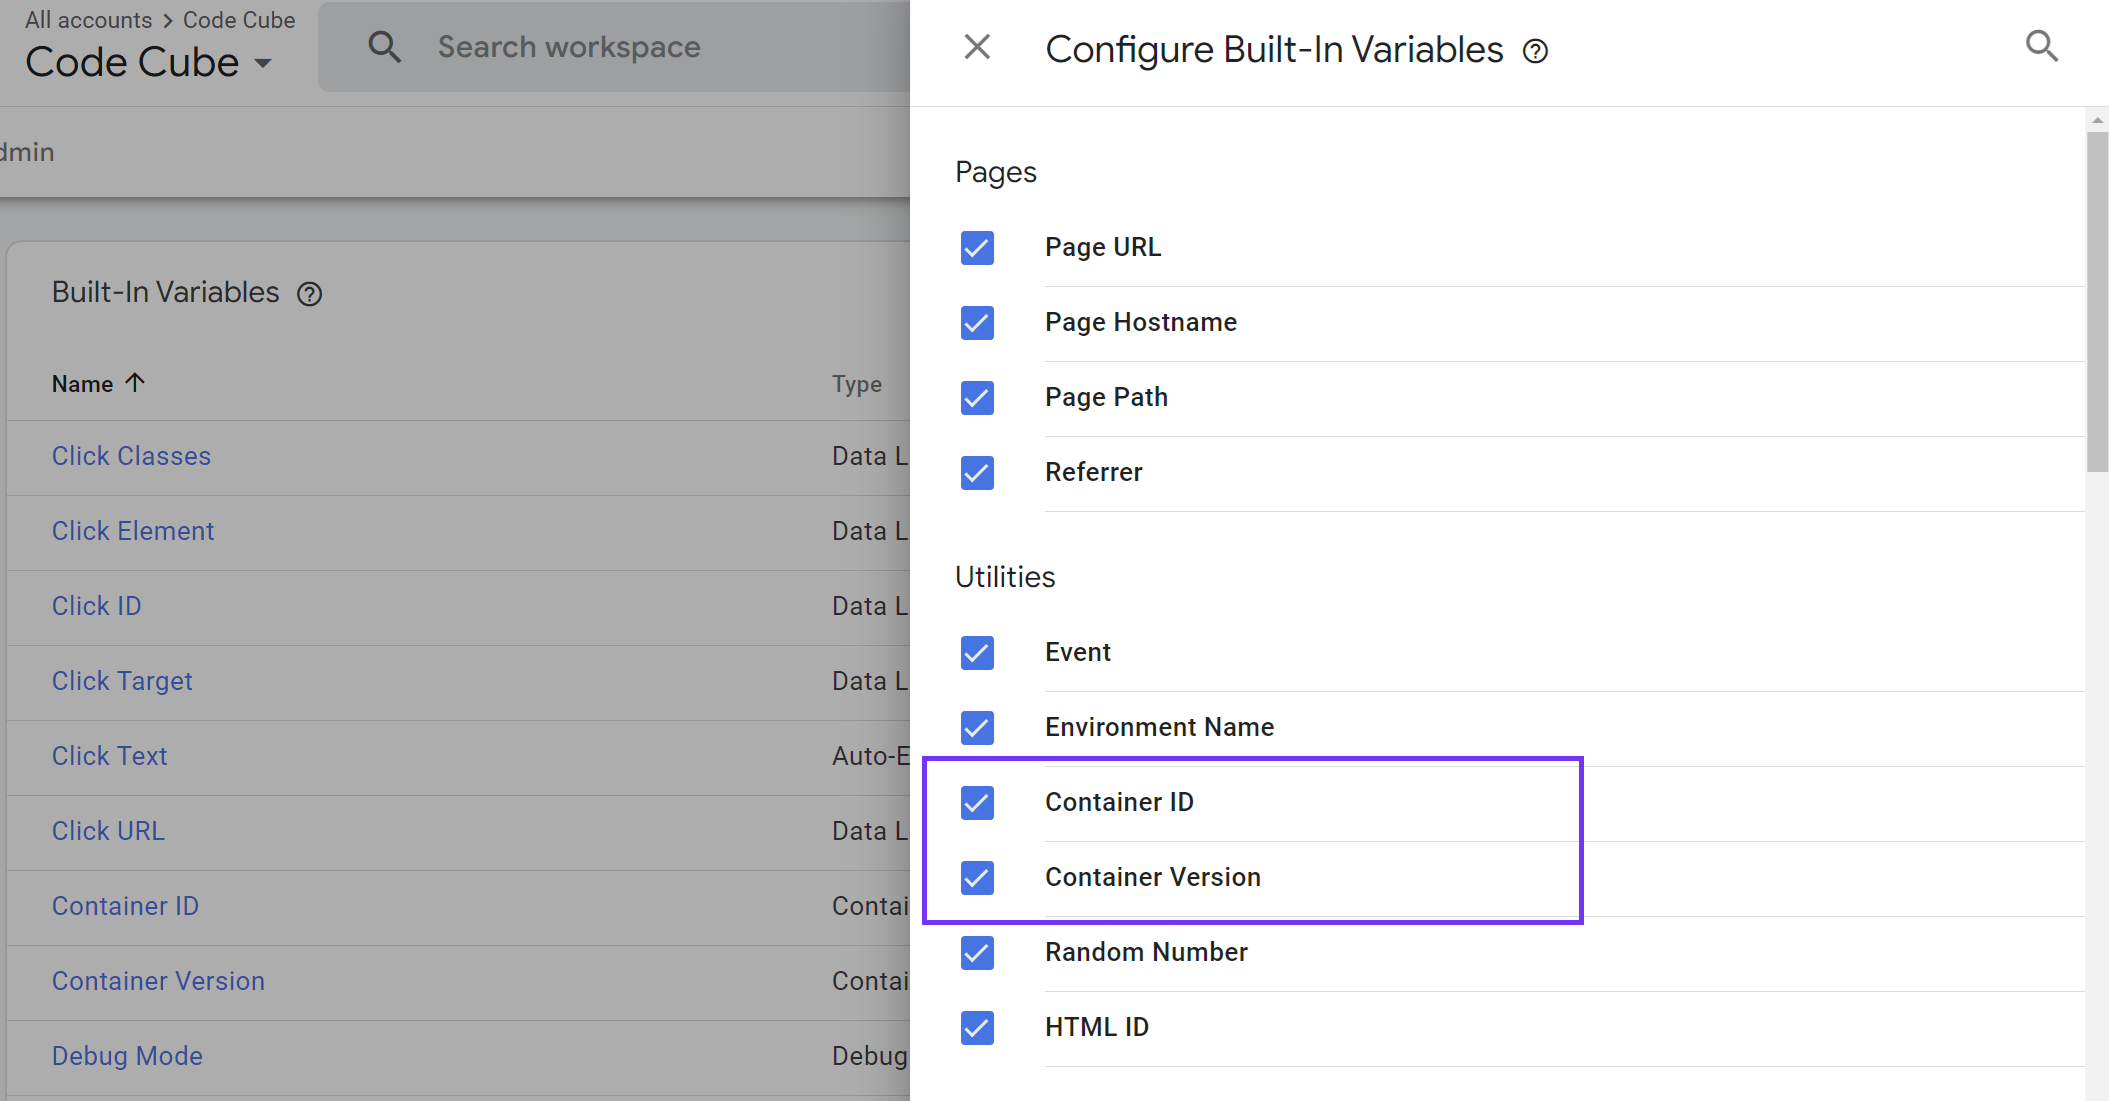 All accounts > Code Cube
Code Cube
Search workspace
dmin
Built-In Variables
Name ↑ Type
Click Classes Data L
Click Element Data L
Click ID Data L
Click Target Data L
Click Text Auto-E
Click URL Data L
Container ID Contai
Container Version Contai
Debug Mode Debug
Configure Built-In Variables
Pages
Page URL
Page Hostname
Page Path
Referrer
Utilities
Event
Environment Name
Container ID
Container Version
Random Number
HTML ID